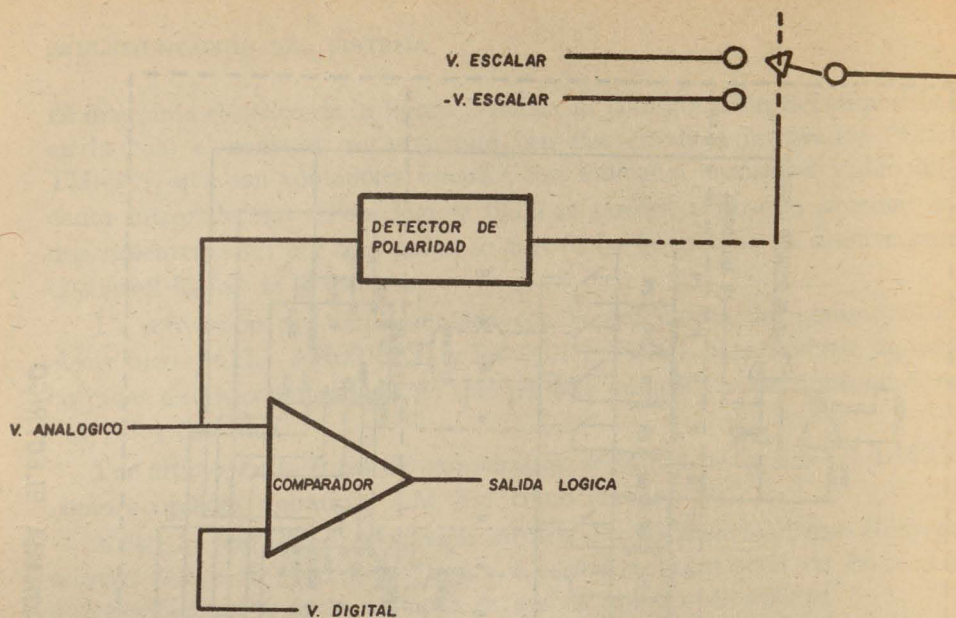 V. ESCALAR
-V. ESCALAR
DETECTOR DE
POLARIDAD
V. ANALOGICO
COMPARADOR
SALIDA LOGICA
V. DIGITAL